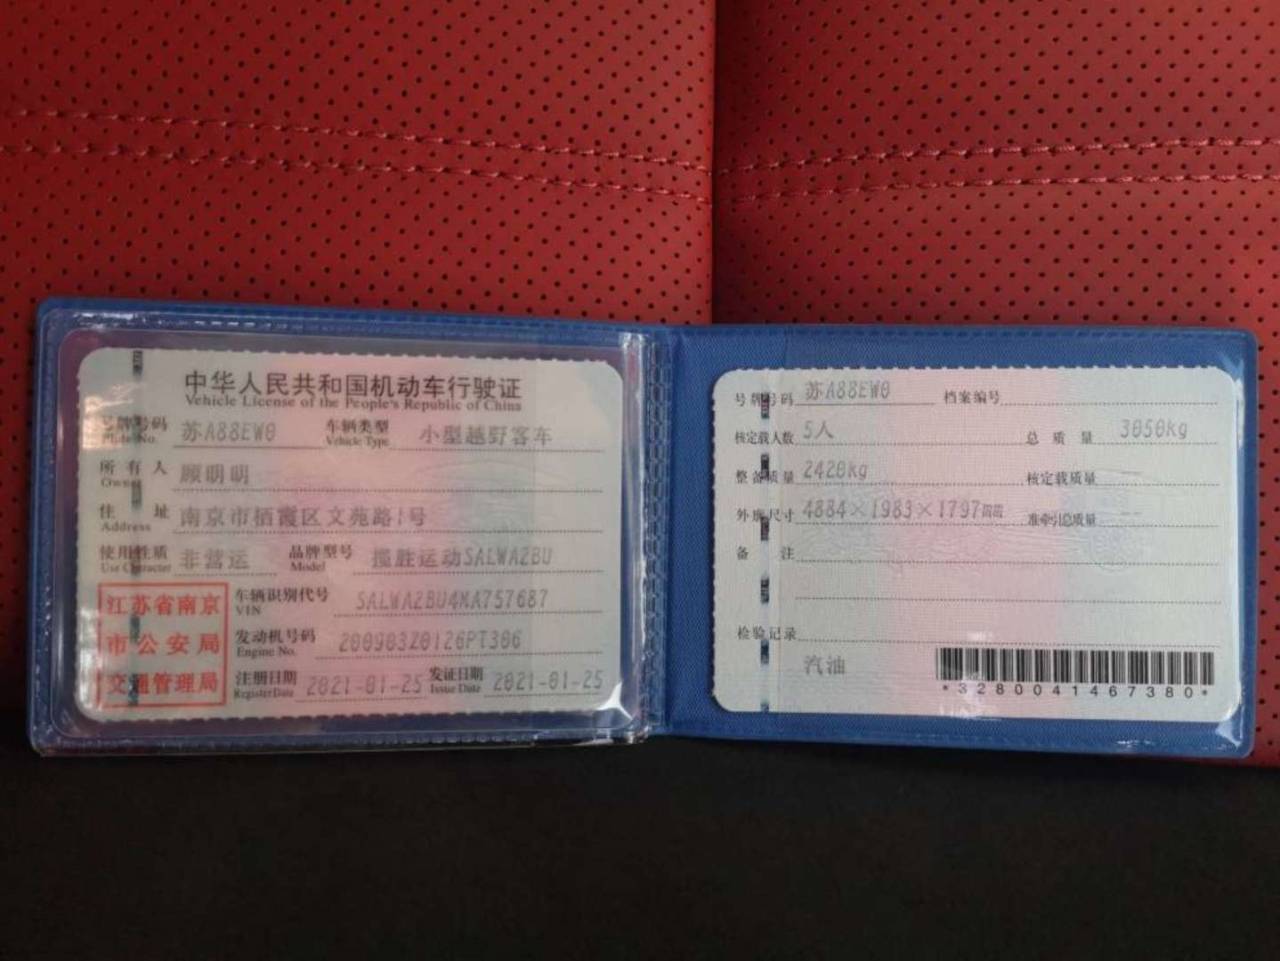 中华人民共和国机动车行驶证
Vehicle License of the People's Republic of China
号牌号码 苏A88EW0 车辆类型 小型越野客车
Plate No. Vehicle Type
所有人 顾明明
Owner
住址 南京市栖霞区文苑路1号
Address
使用性质 非营运 品牌型号 揽胜运动SALWA2BU
Use Character Model
江苏省南京
市公安局
交通管理局
车辆识别代号 SALWA2BU4MA757687
VIN
发动机号码 200903Z0126PT306
Engine No.
注册日期 2021-01-25 发证日期 2021-01-25
Register Date Issue Date
号牌号码 苏A88EW0 档案编号
核定载人数 5人 总质量 3050kg
整备质量 2420kg 核定载质量 --
外廓尺寸 4884×1983×1797mm 准牵引总质量 --
备注
检验记录
汽油
*3280041467380*